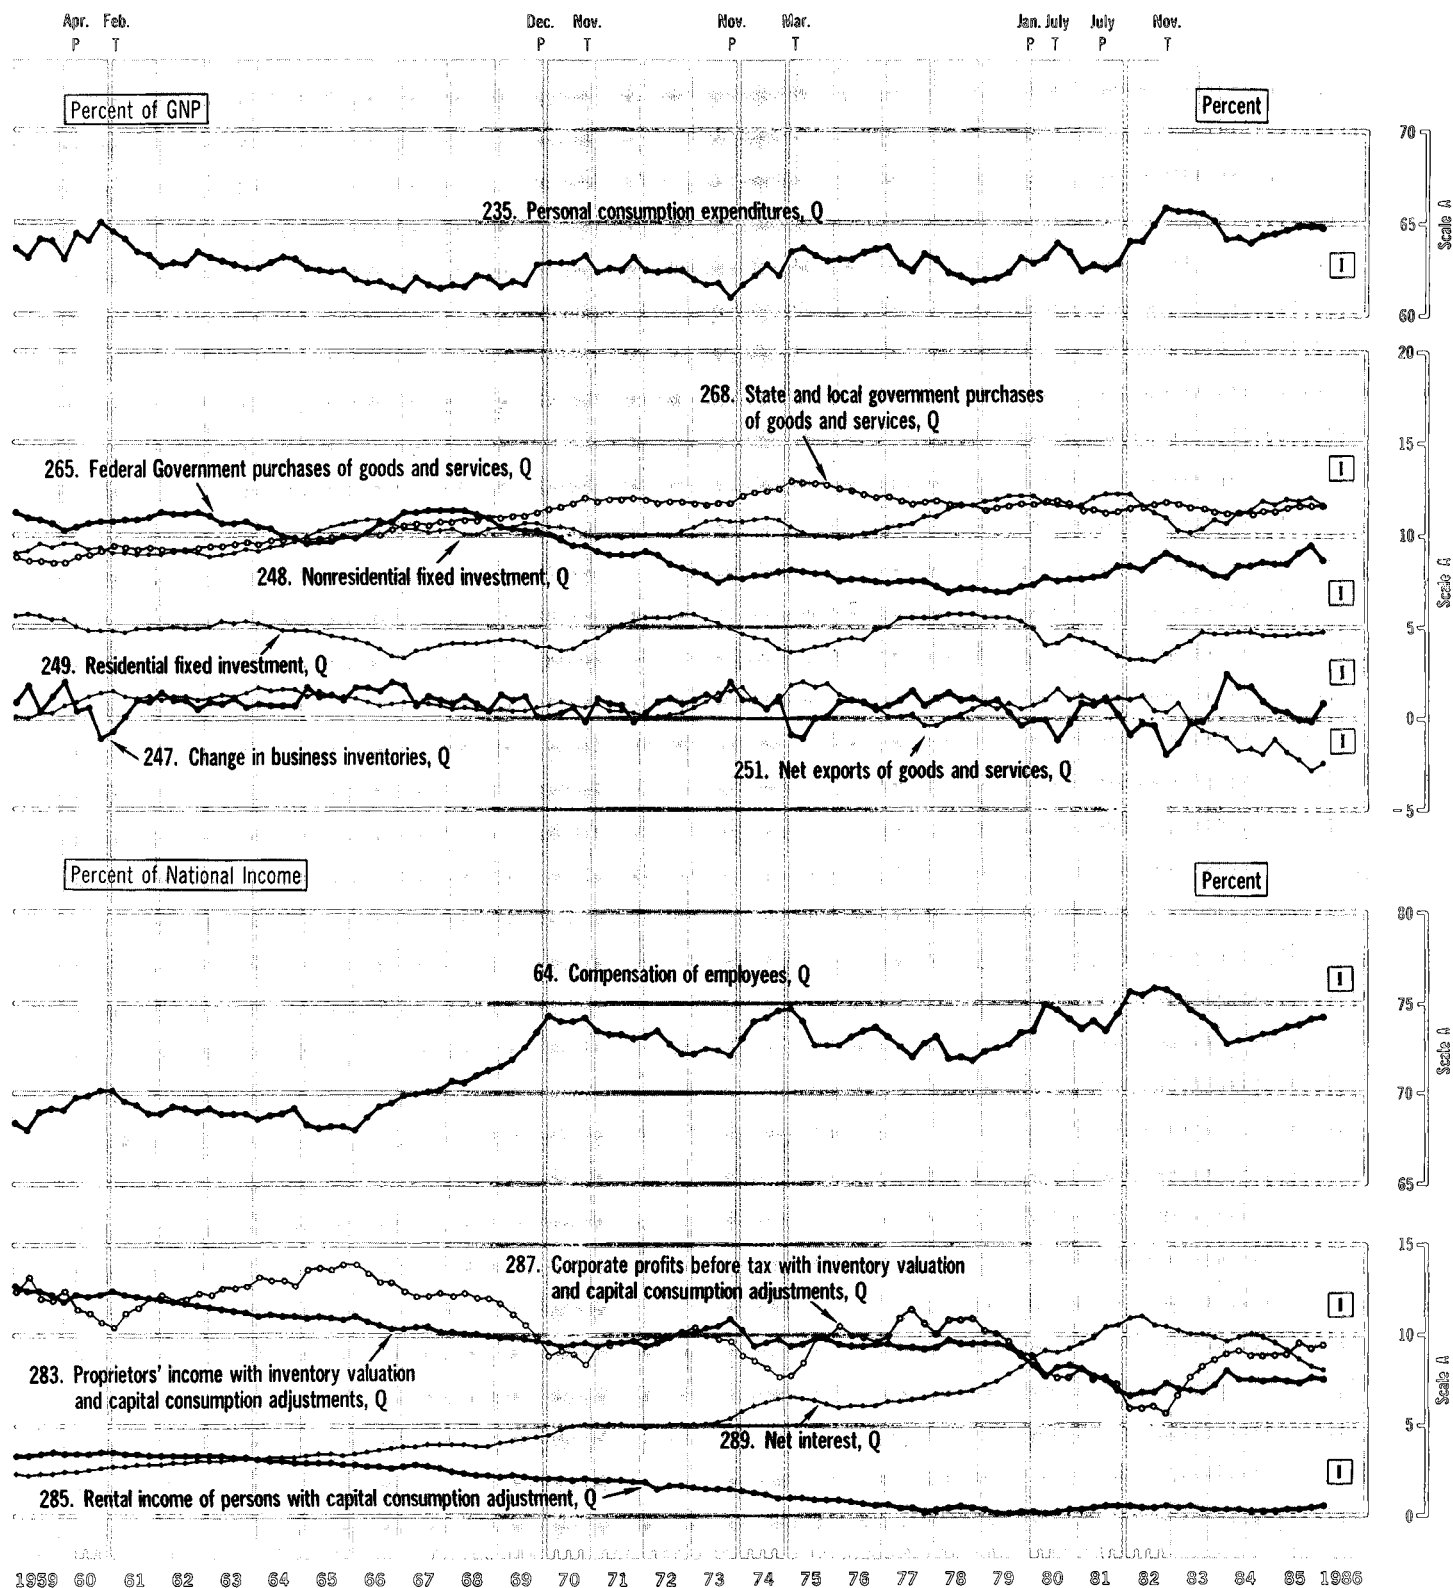 Apr. Feb. Dec. Nov. Nov. Mar. Jan. July July Nov.
P T P T P T P T P T
Percent of GNP
Percent
70
235. Personal consumption expenditures, Q
65
Scale A
I
60
20
268. State and local government purchases
of goods and services, Q
15
265. Federal Government purchases of goods and services, Q
I
10
248. Nonresidential fixed investment, Q
I
Scale A
5
249. Residential fixed investment, Q
I
0
247. Change in business inventories, Q
251. Net exports of goods and services, Q
I
-5
Percent of National Income
Percent
80
64. Compensation of employees, Q
I
75
Scale A
70
65
15
287. Corporate profits before tax with inventory valuation
and capital consumption adjustments, Q
I
10
283. Proprietors' income with inventory valuation
and capital consumption adjustments, Q
Scale A
5
289. Net interest, Q
I
285. Rental income of persons with capital consumption adjustment, Q
0
1959 60 61 62 63 64 65 66 67 68 69 70 71 72 73 74 75 76 77 78 79 80 81 82 83 84 85 1986